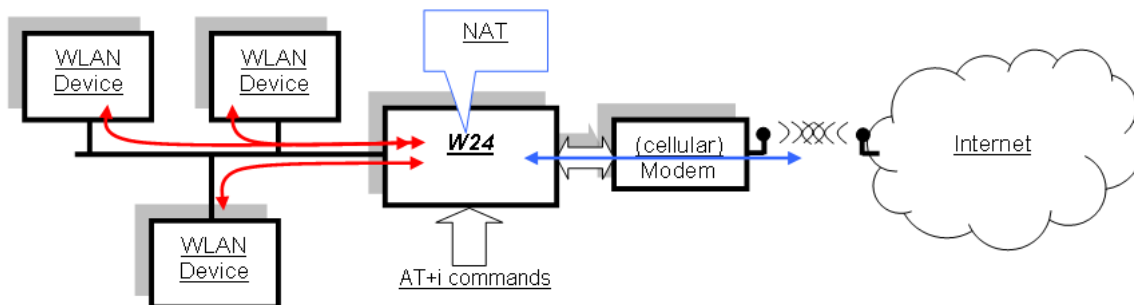 NAT
WLAN
Device
WLAN
Device
W24
(cellular)
Modem
Internet
WLAN
Device
AT+i commands